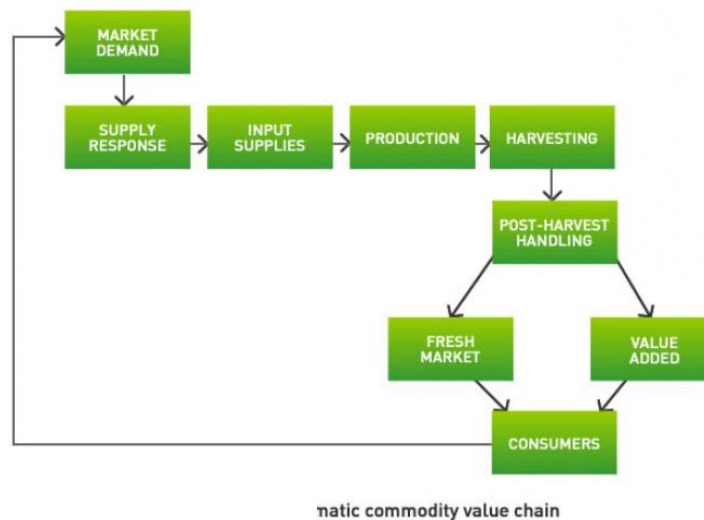 MARKET
DEMAND
SUPPLY
RESPONSE
INPUT
SUPPLIES
PRODUCTION
HARVESTING
POST-HARVEST
HANDLING
FRESH
MARKET
VALUE
ADDED
CONSUMERS
matic commodity value chain